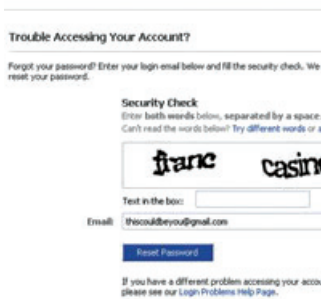 Trouble Accessing Your Account?
Forgot your password? Enter your login email below and fill the security check. We
reset your password.
Security Check
Enter both words below, separated by a space
Can't read the words below? Try different words or
franc casin
Text in the box:
Email: thiscouldbeyou@gmail.com
Reset Password
If you have a different problem accessing your accou
please see our Login Problems Help Page.